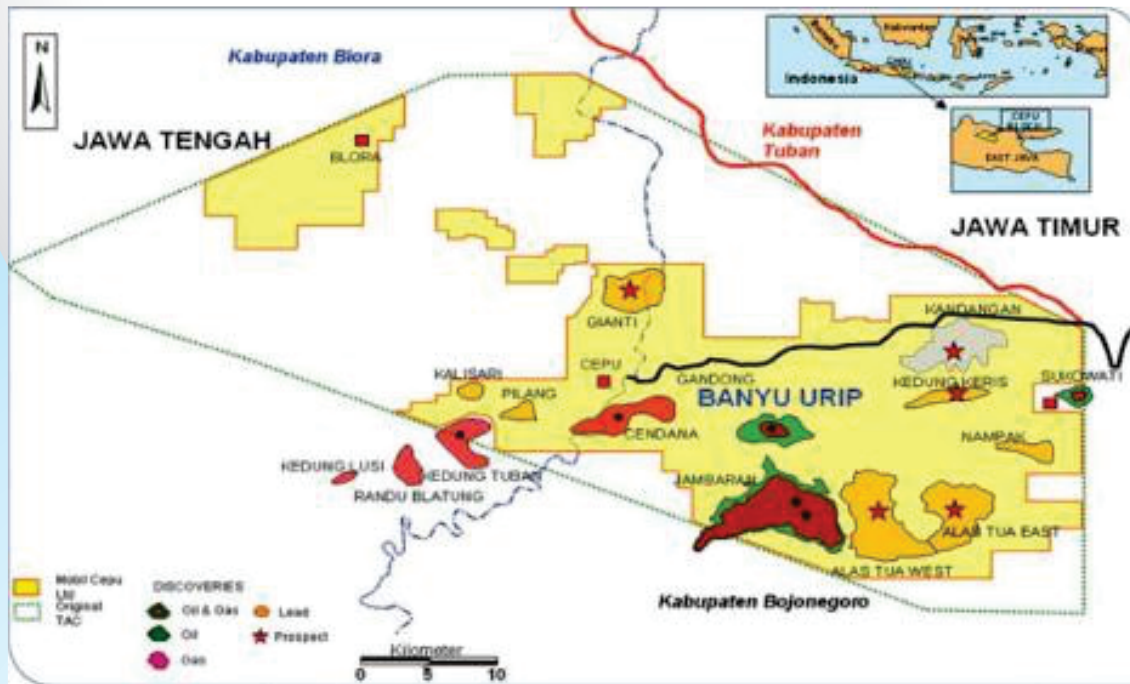 N
Kabupaten Blora
JAWA TENGAH
BLORA
Kabupaten
Tuban
Indonesia
CEPU
EAST JAVA
JAWA TIMUR
KANDANGAN
GIANTI
CEPU
GANDONG
KEDUNG KERIS
SUKOWATI
KALISARI
PILANG
BANYU URIP
CENDANA
NAMPAK
KEDUNG LUSI
KEDUNG TUBAN
RANDU BLATUNG
JAMBARAN
ALAS TUA EAST
ALAS TUA WEST
Kabupaten Bojonegoro
Mobil Cepu
Ltd
Original
TAC
DISCOVERIES
Oil & Gas
Oil
Gas
Lead
Prospect
Kilometer
0 5 10